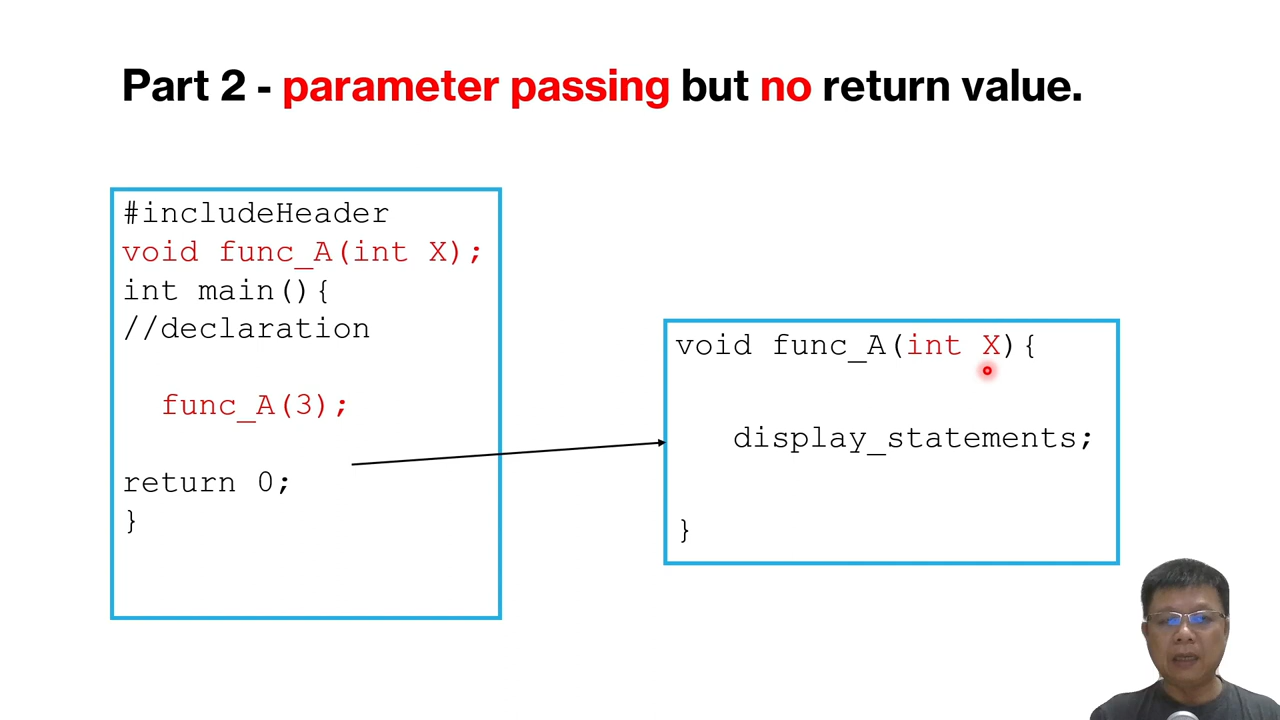 Part 2 - parameter passing but no return value.
#includeHeader
void func_A(int X);
int main(){
//declaration
func_A(3);
return 0;
}
void func_A(int X){
display_statements;
}